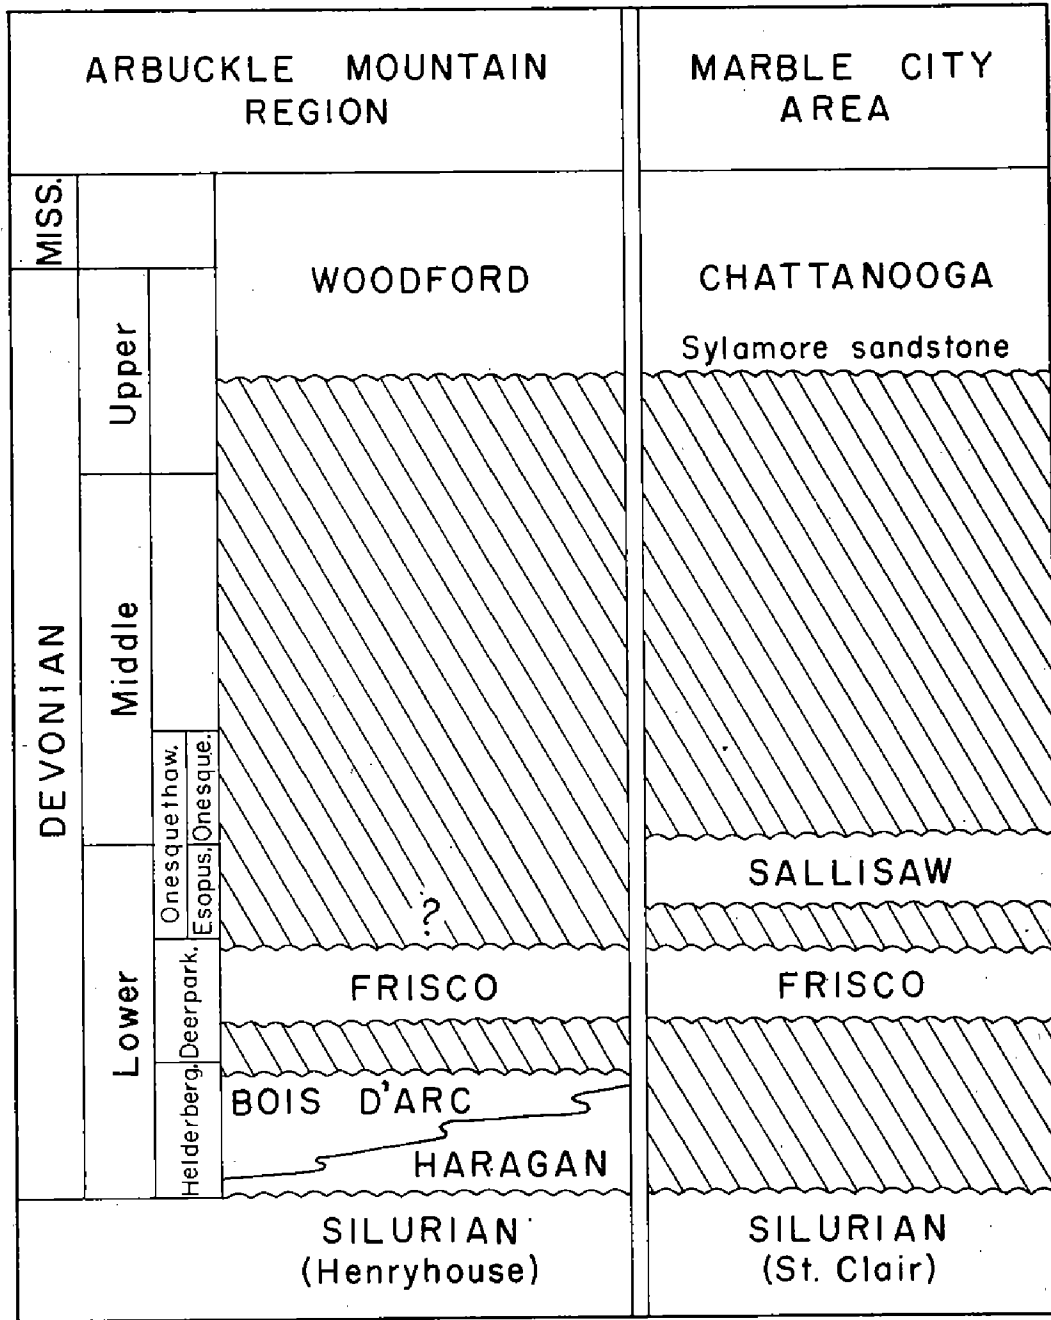 ARBUCKLE MOUNTAIN
REGION
MARBLE CITY
AREA
MISS.
DEVONIAN
Upper
Middle
Lower
Onesquethaw.
Onesque.
Esopus.
Deerpark.
Helderberg.
WOODFORD
?
FRISCO
BOIS D'ARC
HARAGAN
SILURIAN
(Henryhouse)
CHATTANOOGA
Sylamore sandstone
SALLISAW
FRISCO
SILURIAN
(St. Clair)